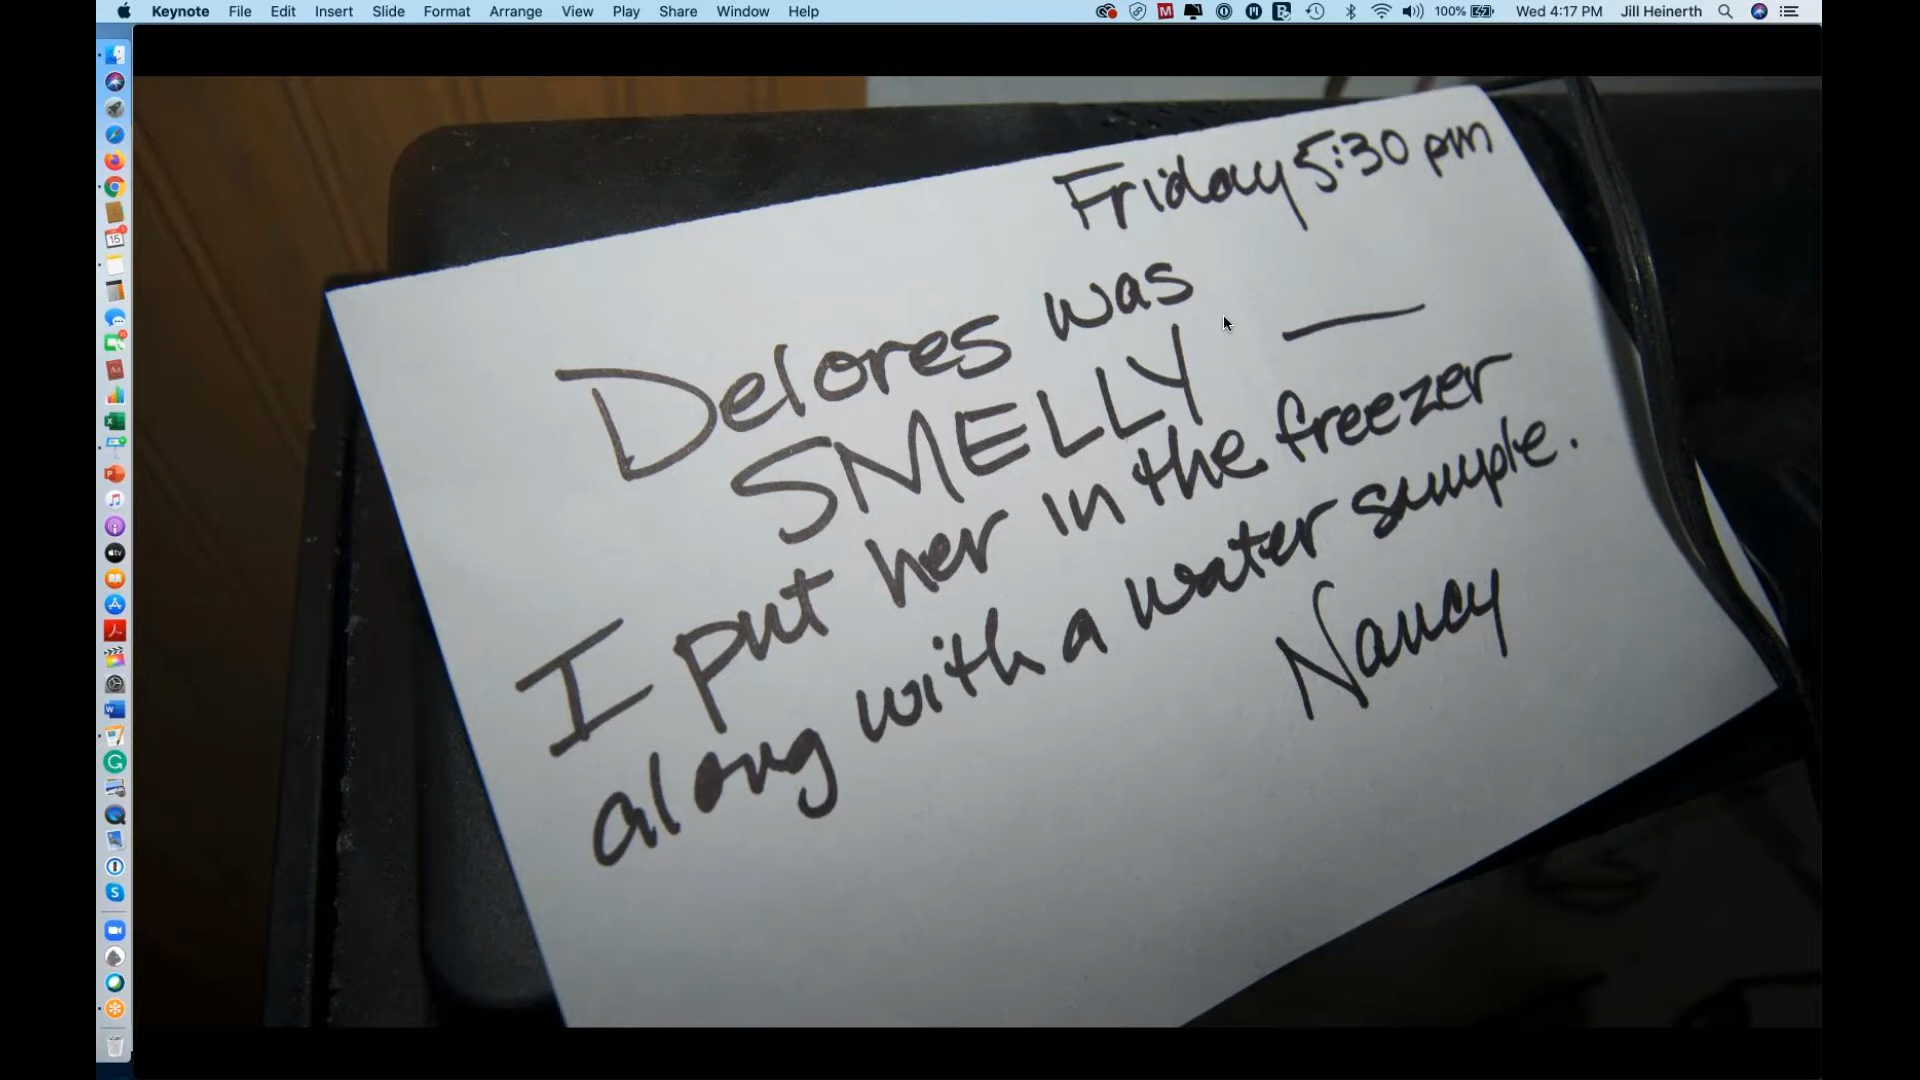 Keynote File Edit Insert Slide Format Arrange View Play Share Window Help 100% Wed 4:17 PM Jill Heinerth
Friday 5:30 pm
Delores was
SMELLY. —
I put her in the freezer
along with a water sample.
Nancy